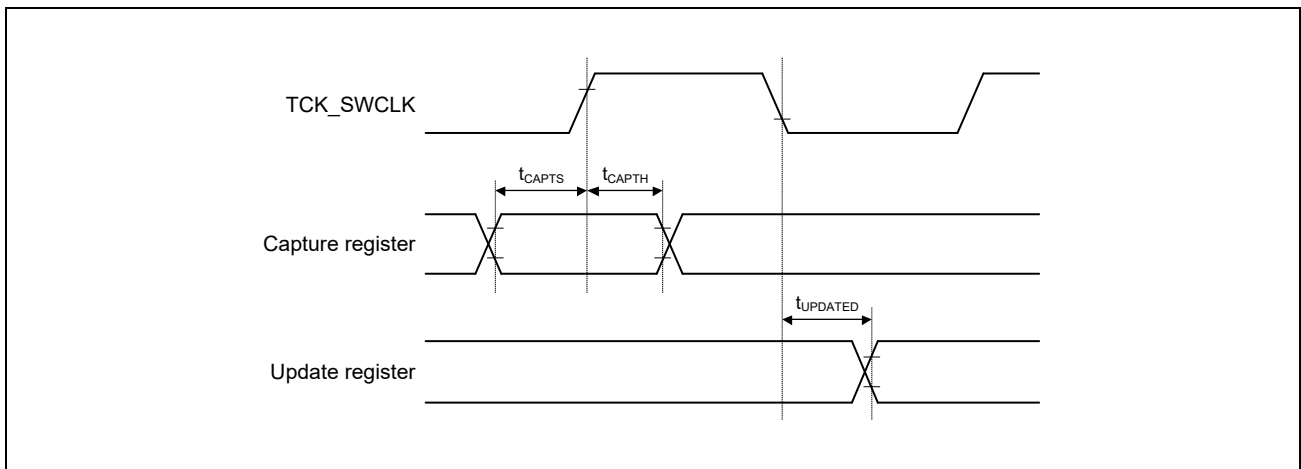 TCK_SWCLK
tCAPTS
tCAPTH
Capture register
tUPDATED
Update register